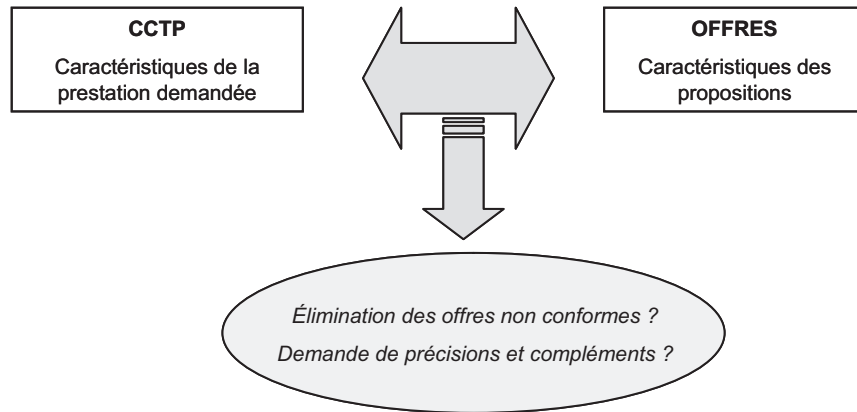 CCTP
Caractéristiques de la
prestation demandée
OFFRES
Caractéristiques des
propositions
Élimination des offres non conformes ?
Demande de précisions et compléments ?